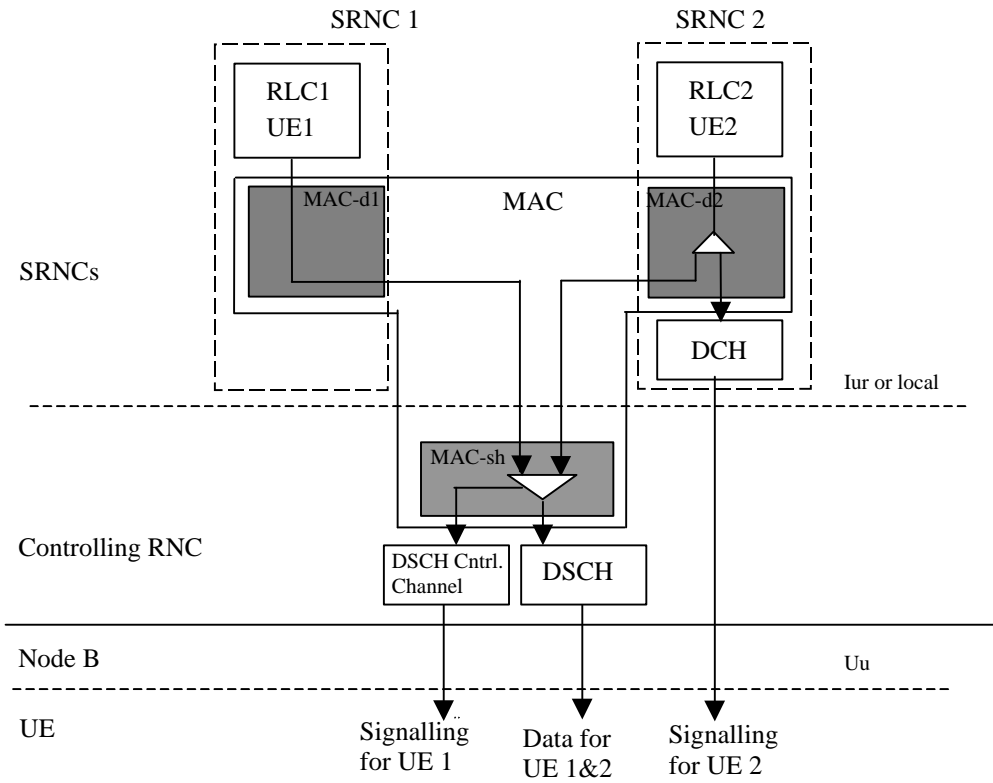 SRNC 1
SRNC 2
RLC1
UE1
RLC2
UE2
MAC-d1
MAC
MAC-d2
SRNCs
DCH
Iur or local
MAC-sh
Controlling RNC
DSCH Cntrl.
Channel
DSCH
Node B
Uu
UE
Signalling
for UE 1
Data for
UE 1&2
Signalling
for UE 2